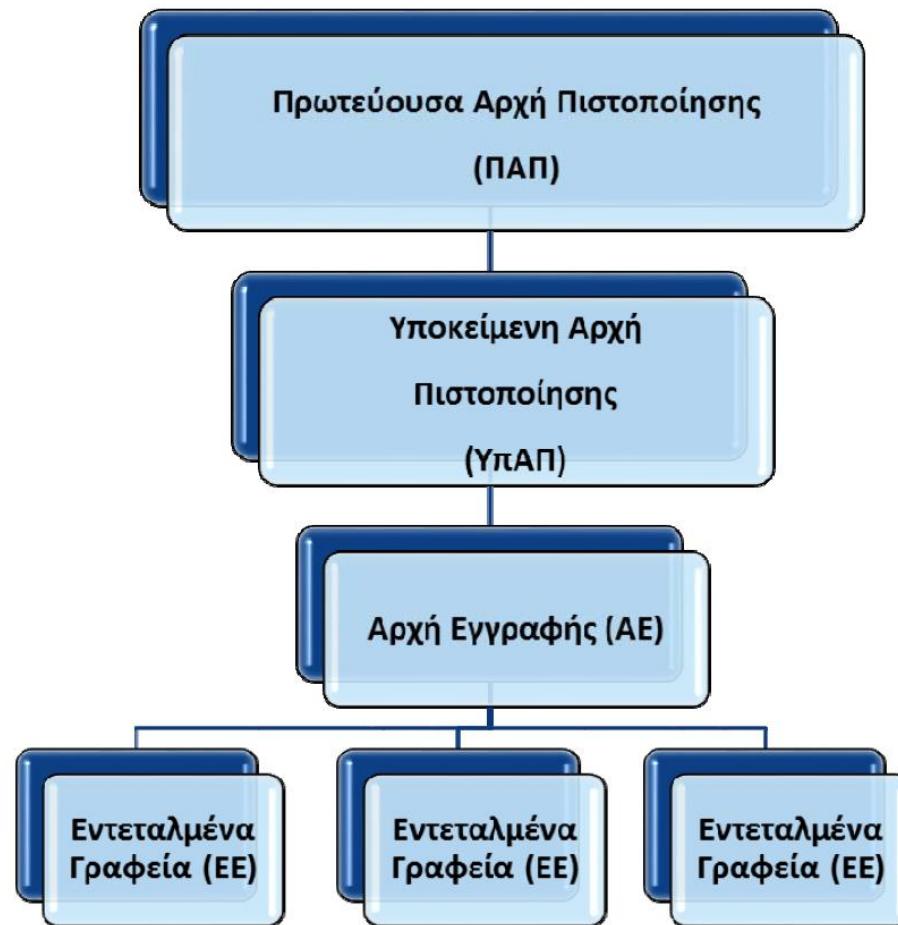 Πρωτεύουσα Αρχή Πιστοποίησης
(ΠΑΠ)
Υποκείμενη Αρχή
Πιστοποίησης
(ΥπΑΠ)
Αρχή Εγγραφής (ΑΕ)
Εντεταλμένα
Γραφεία (ΕΕ)
Εντεταλμένα
Γραφεία (ΕΕ)
Εντεταλμένα
Γραφεία (ΕΕ)